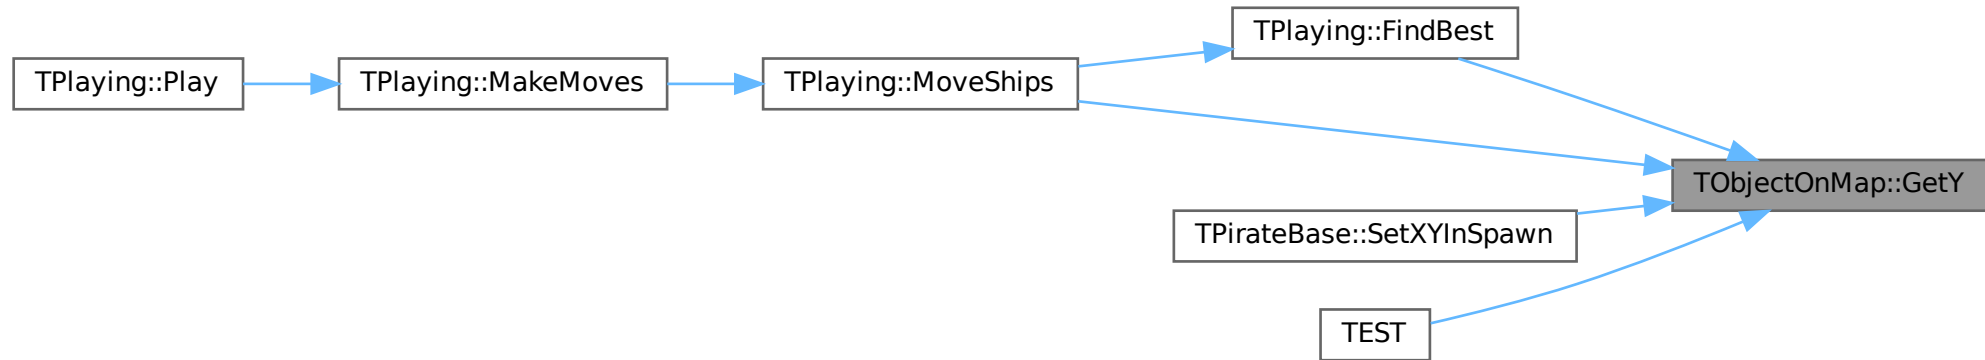 TPlaying::Play
TPlaying::MakeMoves
TPlaying::MoveShips
TPlaying::FindBest
TObjectOnMap::GetY
TPirateBase::SetXYInSpawn
TEST